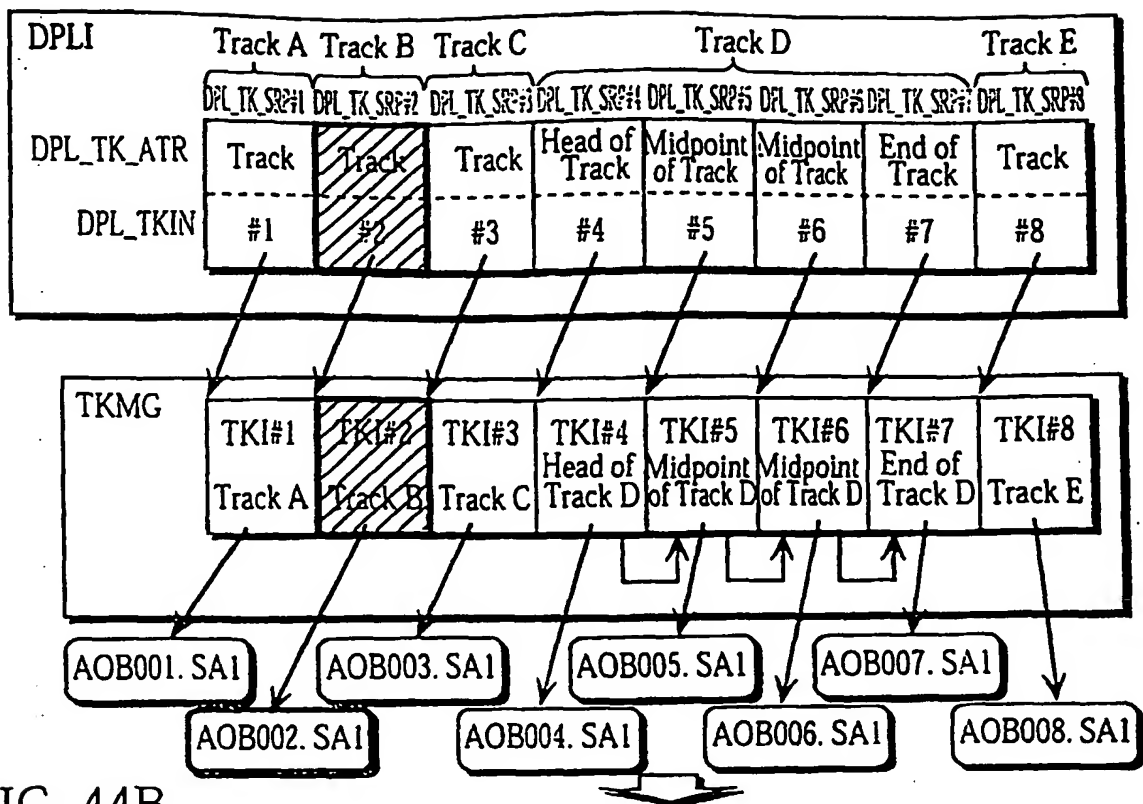 DPLI
Track A Track B Track C Track D Track E
DPL_TK_SRP#1 DPL_TK_SRP#2 DPL_TK_SRP#3 DPL_TK_SRP#4 DPL_TK_SRP#5 DPL_TK_SRP#6 DPL_TK_SRP#7 DPL_TK_SRP#8
DPL_TK_ATR Track Track Track Head of Track Midpoint of Track Midpoint of Track End of Track Track
DPL_TKIN #1 #2 #3 #4 #5 #6 #7 #8
TKMG
TKI#1 TKI#2 TKI#3 TKI#4 TKI#5 TKI#6 TKI#7 TKI#8
Head of Midpoint Midpoint End of
Track A Track B Track C Track D of Track D of Track D Track D Track E
AOB001. SA1 AOB003. SA1 AOB005. SA1 AOB007. SA1
AOB002. SA1 AOB004. SA1 AOB006. SA1 AOB008. SA1